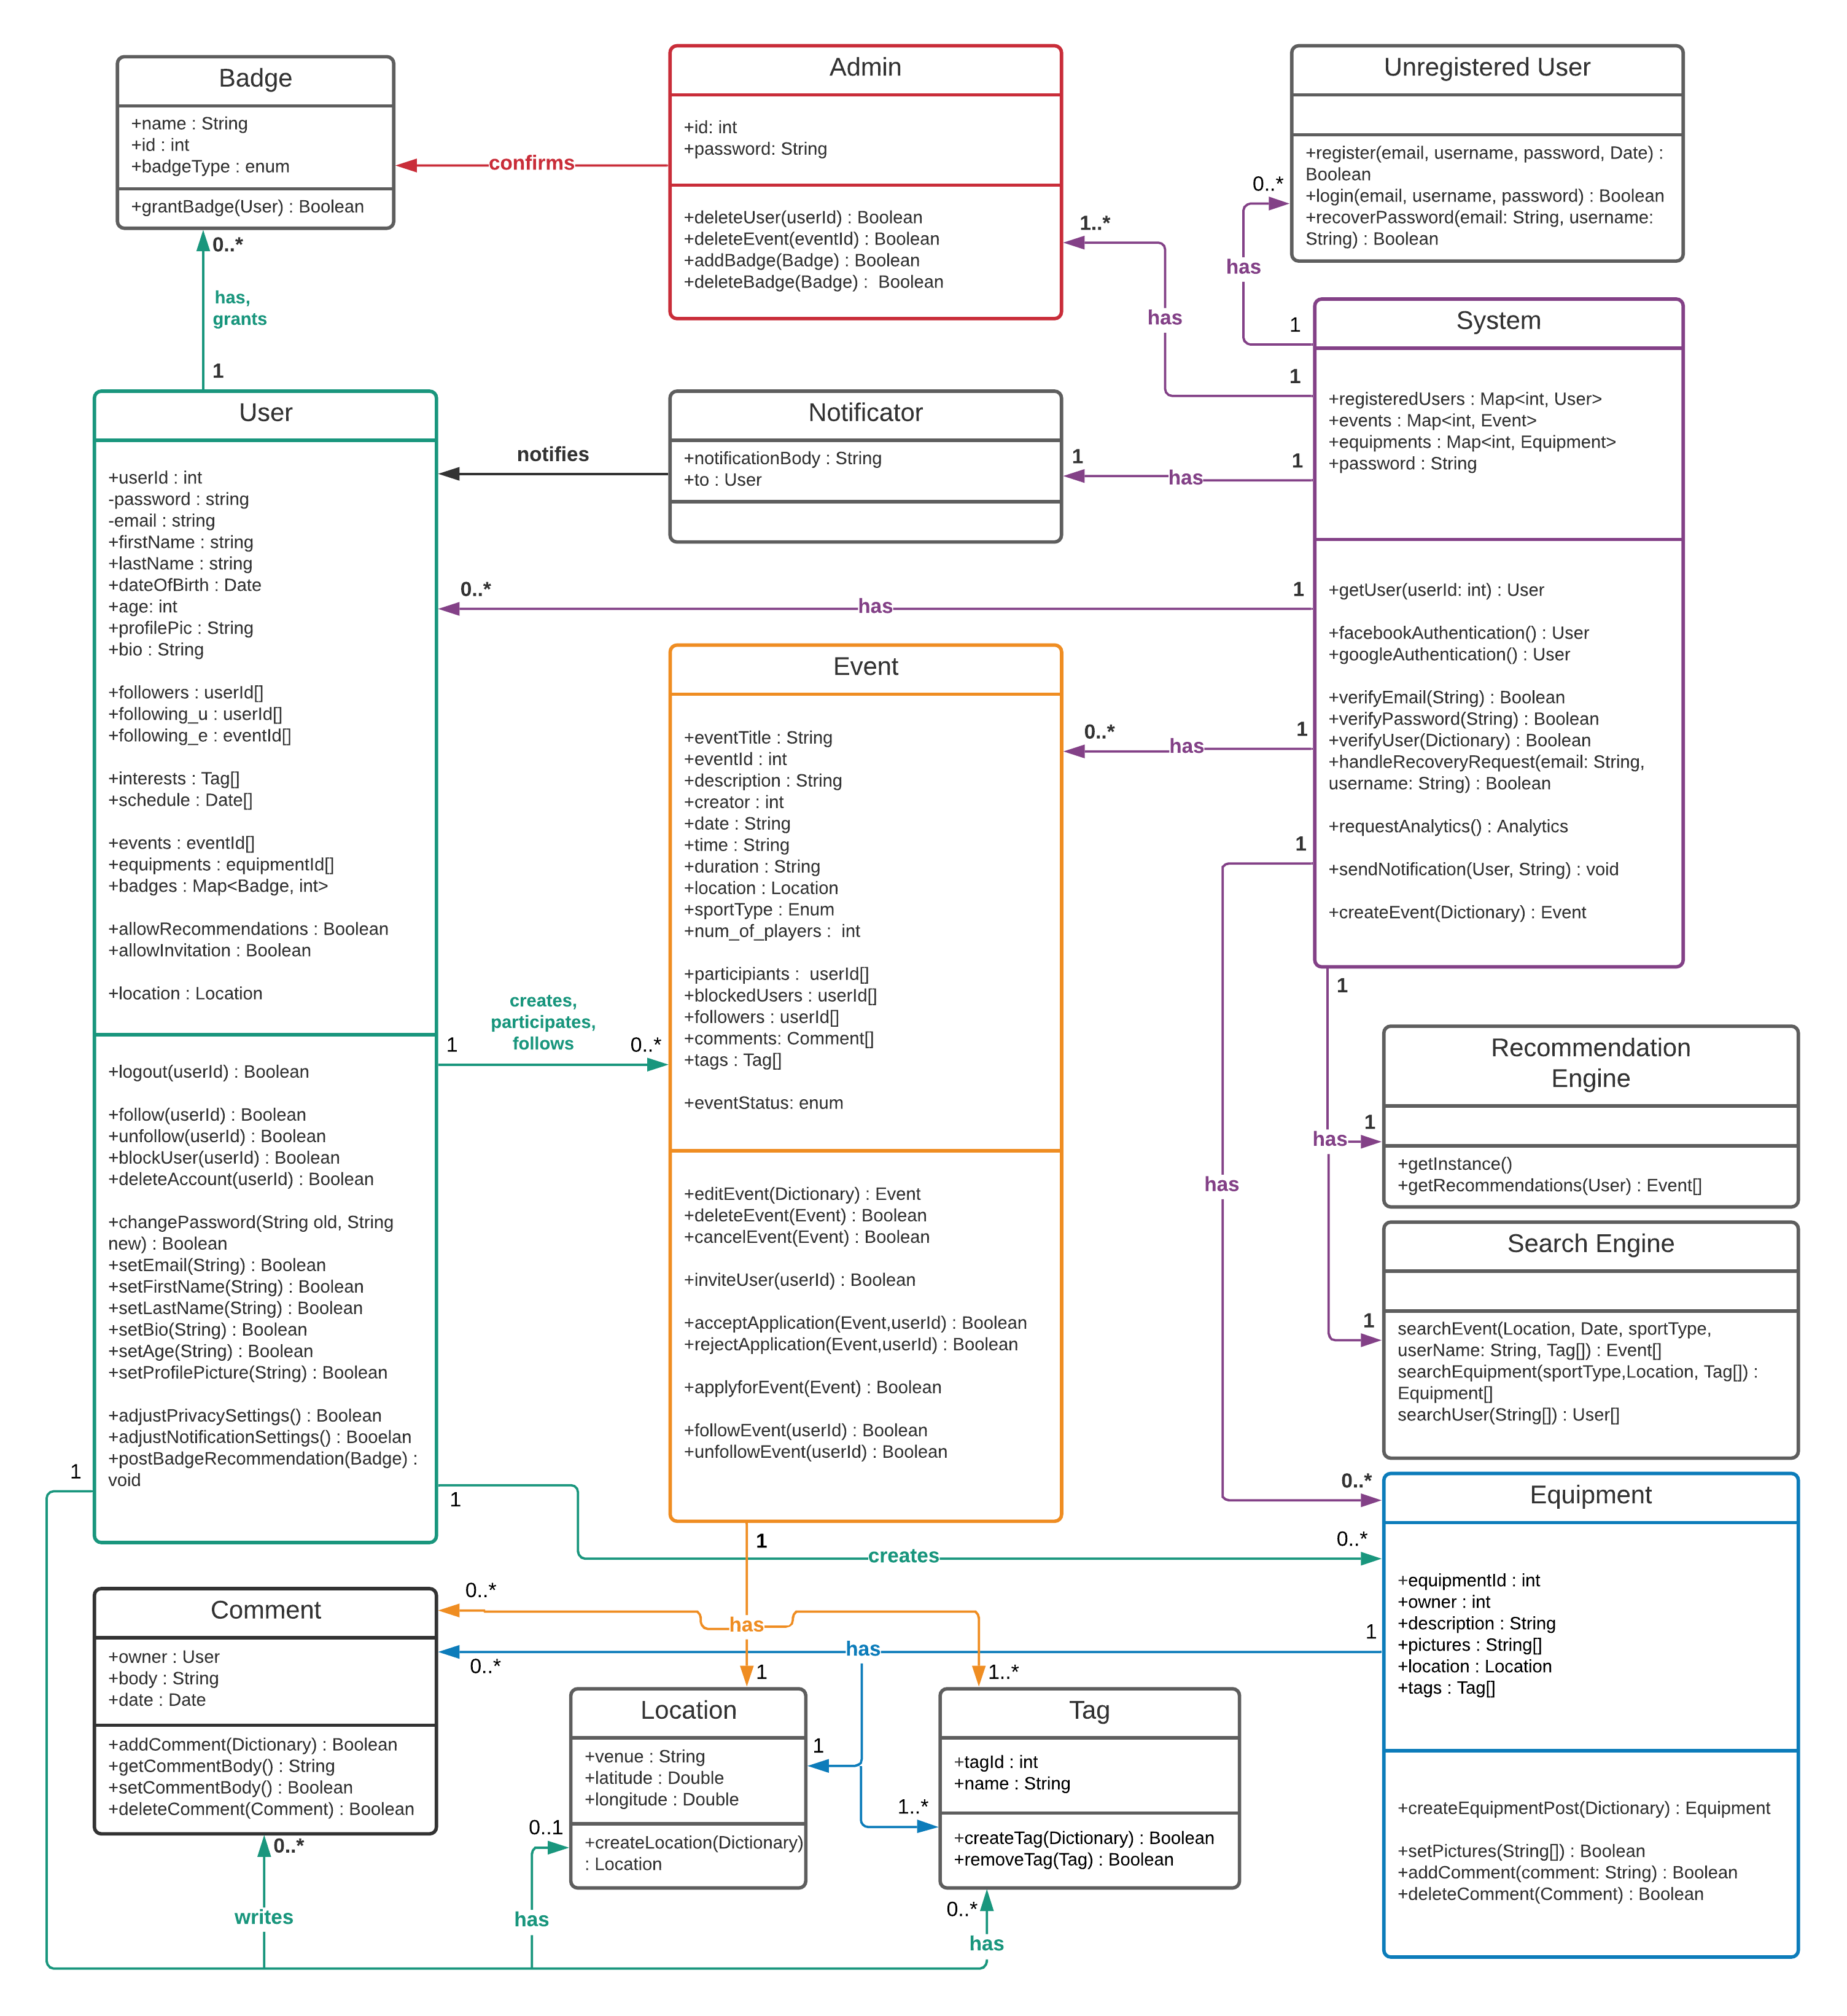 Badge
+name : String
+id : int
+badgeType : enum
+grantBadge(User) : Boolean
Admin
+id: int
+password: String
+deleteUser(userId) : Boolean
+deleteEvent(eventId) : Boolean
+addBadge(Badge) : Boolean
+deleteBadge(Badge) :  Boolean
Unregistered User
+register(email, username, password, Date) :
Boolean
+login(email, username, password) : Boolean
+recoverPassword(email: String, username:
String) : Boolean
confirms
0..*
has,
grants
1
1..*
has
1
0..*
has
1
System
+registeredUsers : Map<int, User>
+events : Map<int, Event>
+equipments : Map<int, Equipment>
+password : String
+getUser(userId: int) : User
+facebookAuthentication() : User
+googleAuthentication() : User
+verifyEmail(String) : Boolean
+verifyPassword(String) : Boolean
+verifyUser(Dictionary) : Boolean
+handleRecoveryRequest(email: String,
username: String) : Boolean
+requestAnalytics() : Analytics
+sendNotification(User, String) : void
+createEvent(Dictionary) : Event
User
+userId : int
-password : string
-email : string
+firstName : string
+lastName : string
+dateOfBirth : Date
+age: int
+profilePic : String
+bio : String
+followers : userId[]
+following_u : userId[]
+following_e : eventId[]
+interests : Tag[]
+schedule : Date[]
+events : eventId[]
+equipments : equipmentId[]
+badges : Map<Badge, int>
+allowRecommendations : Boolean
+allowInvitation : Boolean
+location : Location
+logout(userId) : Boolean
+follow(userId) : Boolean
+unfollow(userId) : Boolean
+blockUser(userId) : Boolean
+deleteAccount(userId) : Boolean
+changePassword(String old, String
new) : Boolean
+setEmail(String) : Boolean
+setFirstName(String) : Boolean
+setLastName(String) : Boolean
+setBio(String) : Boolean
+setAge(String) : Boolean
+setProfilePicture(String) : Boolean
+adjustPrivacySettings() : Boolean
+adjustNotificationSettings() : Booelan
+postBadgeRecommendation(Badge) :
void
notifies
Notificator
+notificationBody : String
+to : User
1
has
1
0..*
has
1
Event
+eventTitle : String
+eventId : int
+description : String
+creator : int
+date : String
+time : String
+duration : String
+location : Location
+sportType : Enum
+num_of_players :  int
+participiants :  userId[]
+blockedUsers : userId[]
+followers : userId[]
+comments: Comment[]
+tags : Tag[]
+eventStatus: enum
+editEvent(Dictionary) : Event
+deleteEvent(Event) : Boolean
+cancelEvent(Event) : Boolean
+inviteUser(userId) : Boolean
+acceptApplication(Event,userId) : Boolean
+rejectApplication(Event,userId) : Boolean
+applyforEvent(Event) : Boolean
+followEvent(userId) : Boolean
+unfollowEvent(userId) : Boolean
0..*
has
1
creates,
participates,
follows
1
0..*
1
has
0..*
1
has
1
1
Recommendation
Engine
+getInstance()
+getRecommendations(User) : Event[]
Search Engine
searchEvent(Location, Date, sportType,
userName: String, Tag[]) : Event[]
searchEquipment(sportType,Location, Tag[]) :
Equipment[]
searchUser(String[]) : User[]
Equipment
+equipmentId : int
+owner : int
+description : String
+pictures : String[]
+location : Location
+tags : Tag[]
+createEquipmentPost(Dictionary) : Equipment
+setPictures(String[]) : Boolean
+addComment(comment: String) : Boolean
+deleteComment(Comment) : Boolean
1
1
creates
0..*
1
0..*
has
1
1..*
0..*
has
1
1
1..*
Comment
+owner : User
+body : String
+date : Date
+addComment(Dictionary) : Boolean
+getCommentBody() : String
+setCommentBody() : Boolean
+deleteComment(Comment) : Boolean
Location
+venue : String
+latitude : Double
+longitude : Double
+createLocation(Dictionary)
: Location
Tag
+tagId : int
+name : String
+createTag(Dictionary) : Boolean
+removeTag(Tag) : Boolean
0..*
writes
0..1
has
0..*
has